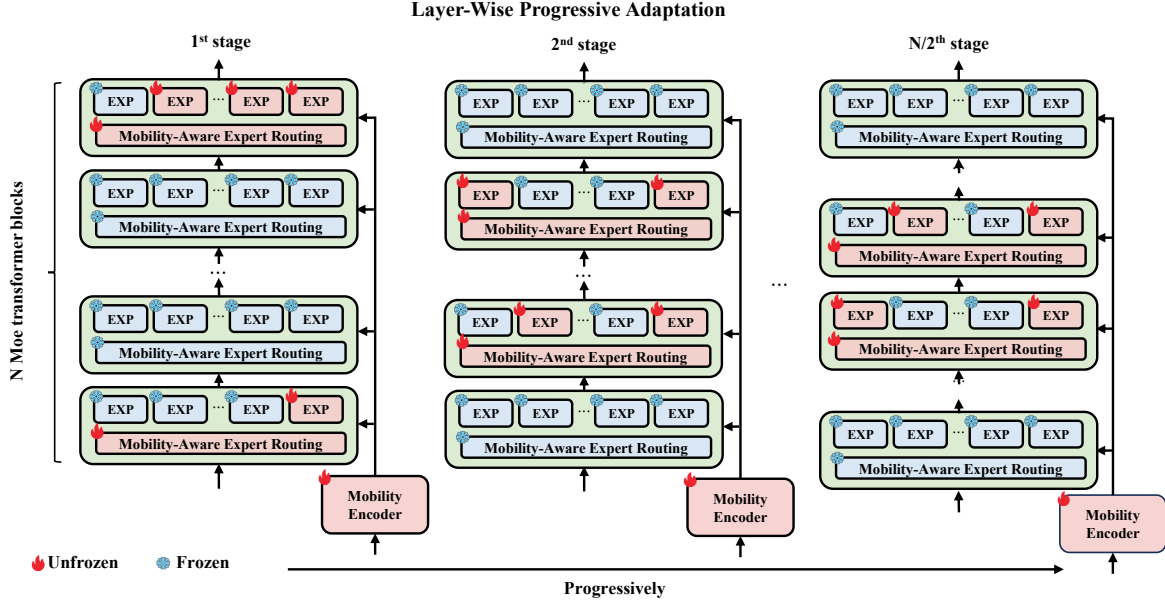 Layer-Wise Progressive Adaptation
1st stage
2nd stage
N/2th stage
N Moe transformer blocks
EXP EXP ... EXP EXP
Mobility-Aware Expert Routing
EXP EXP ... EXP EXP
Mobility-Aware Expert Routing
...
EXP EXP ... EXP EXP
Mobility-Aware Expert Routing
EXP EXP ... EXP EXP
Mobility-Aware Expert Routing
Mobility
Encoder
EXP EXP ... EXP EXP
Mobility-Aware Expert Routing
EXP EXP ... EXP EXP
Mobility-Aware Expert Routing
...
EXP EXP ... EXP EXP
Mobility-Aware Expert Routing
EXP EXP ... EXP EXP
Mobility-Aware Expert Routing
Mobility
Encoder
...
EXP EXP ... EXP EXP
Mobility-Aware Expert Routing
EXP EXP ... EXP EXP
Mobility-Aware Expert Routing
EXP EXP ... EXP EXP
Mobility-Aware Expert Routing
...
EXP EXP ... EXP EXP
Mobility-Aware Expert Routing
Mobility
Encoder
Unfrozen
Frozen
Progressively